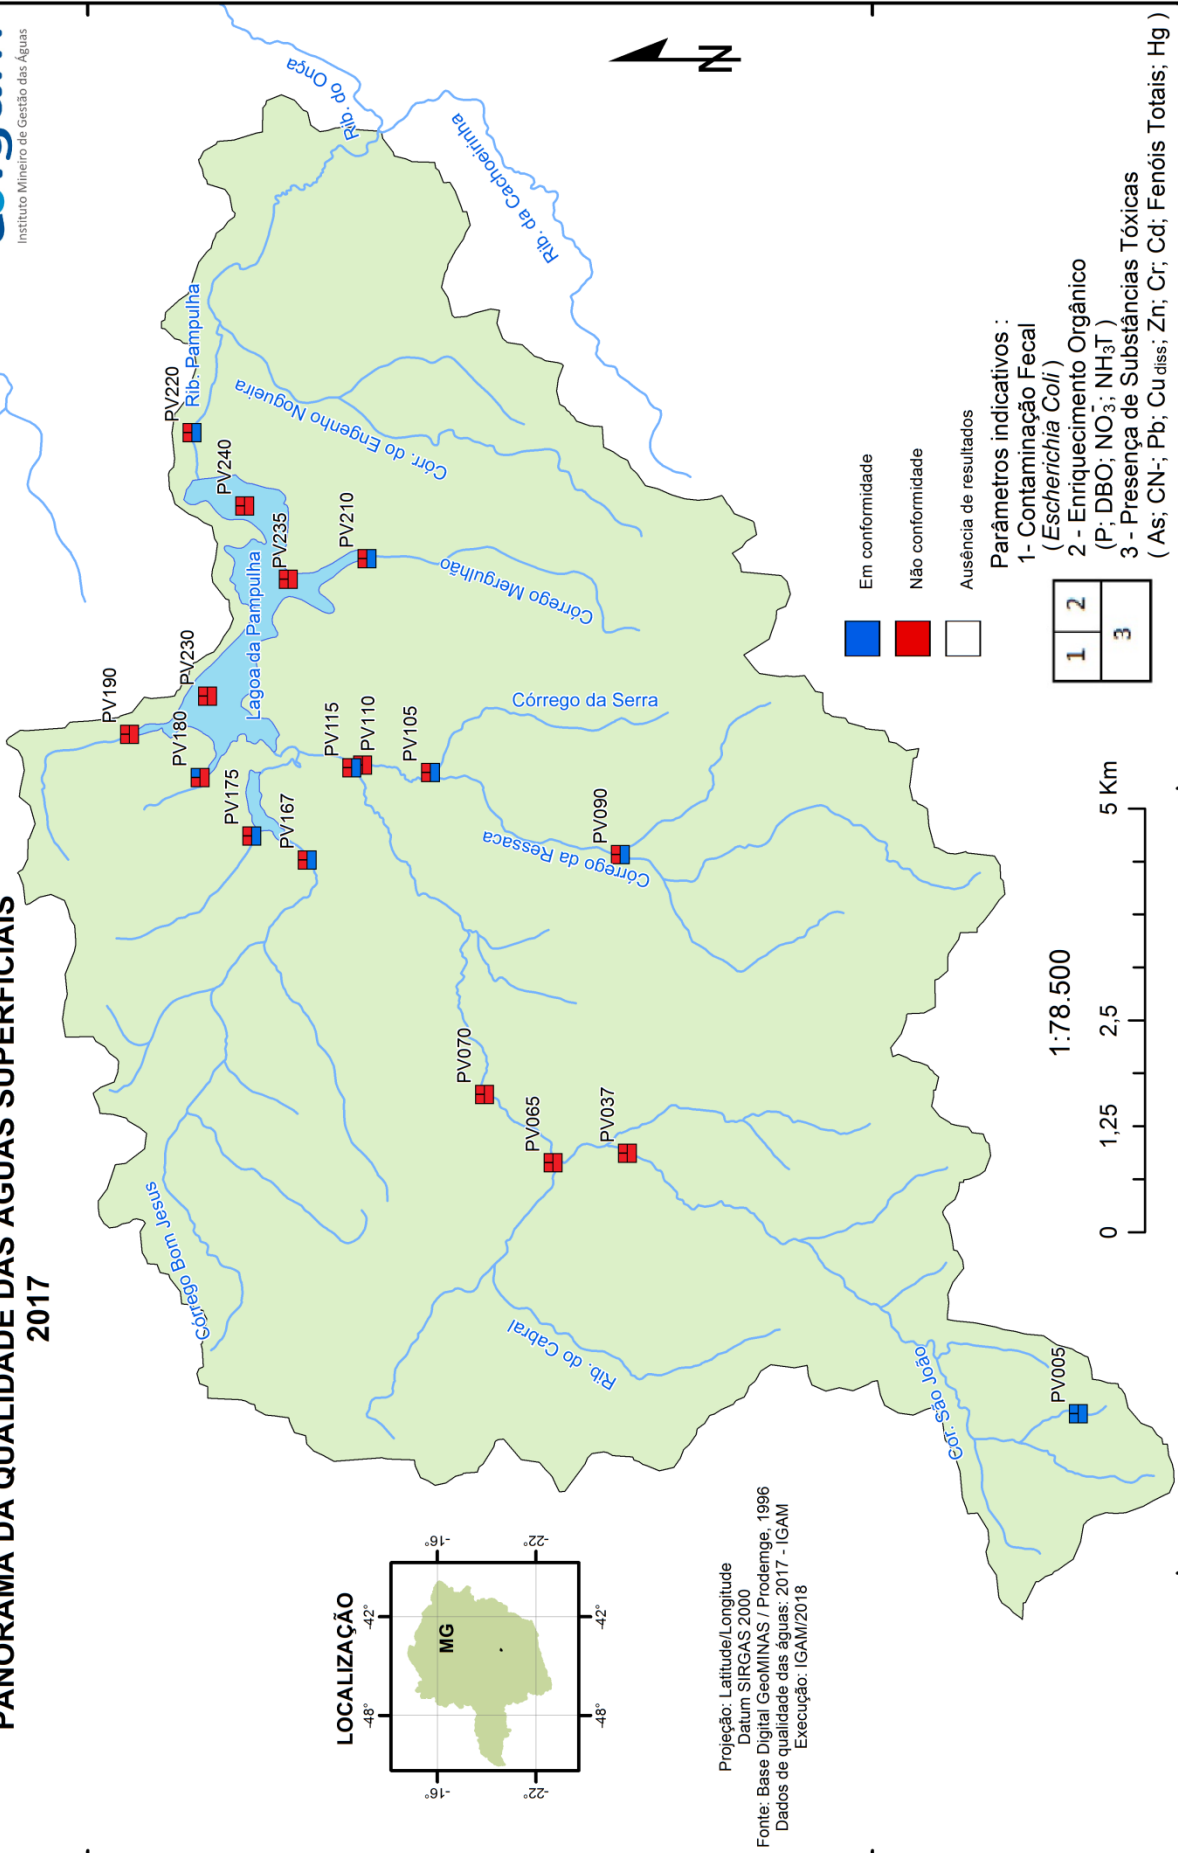 PANORAMA DA QUALIDADE DAS ÁGUAS SUPERFICIAIS
2017
Instituto Mineiro de Gestão das Águas
Rib. do Onça
Rib. da Cachoeirinha
Rib. Pampulha
Córr. do Engenho Nogueira
Córrego Mergulhão
Lagoa da Pampulha
Córrego da Serra
Córrego da Ressaca
Córrego Bom Jesus
Rib. do Cabral
Cor. São João
PV190
PV180
PV230
PV175
PV167
PV220
PV240
PV235
PV210
PV115
PV110
PV105
PV090
PV070
PV065
PV037
PV005
N
LOCALIZAÇÃO
-48°
-42°
-16°
-16°
MG
-22°
-22°
-48°
-42°
Projeção: Latitude/Longitude
Datum SIRGAS 2000
Fonte: Base Digital GeoMINAS / Prodemge, 1996
Dados de qualidade das águas: 2017 - IGAM
Execução: IGAM/2018
1:78.500
0 1,25 2,5 5 Km
Em conformidade
Não conformidade
Ausência de resultados
1 2
3
Parâmetros indicativos :
1- Contaminação Fecal
(Escherichia Coli)
2 - Enriquecimento Orgânico
(P; DBO; NO₃⁻; NH₃T )
3 - Presença de Substâncias Tóxicas
( As; CN-; Pb; Cu diss; Zn; Cr; Cd; Fenóis Totais; Hg )